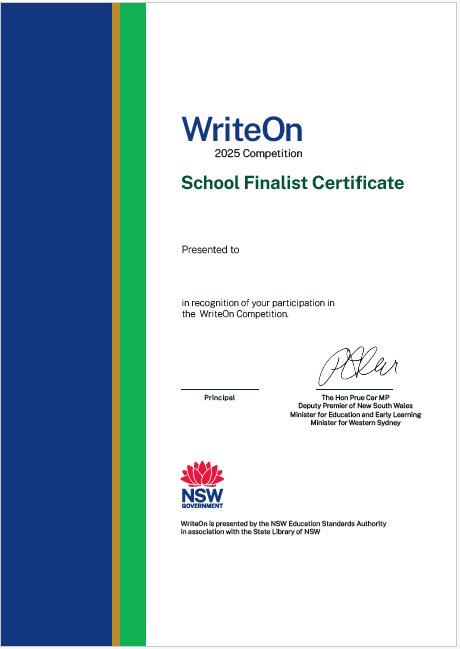 WriteOn
2025 Competition
School Finalist Certificate
Presented to
in recognition of your participation in
the WriteOn Competition.
Principal
The Hon Prue Car MP
Deputy Premier of New South Wales
Minister for Education and Early Learning
Minister for Western Sydney
NSW
GOVERNMENT
WriteOn is presented by the NSW Education Standards Authority
in association with the State Library of NSW